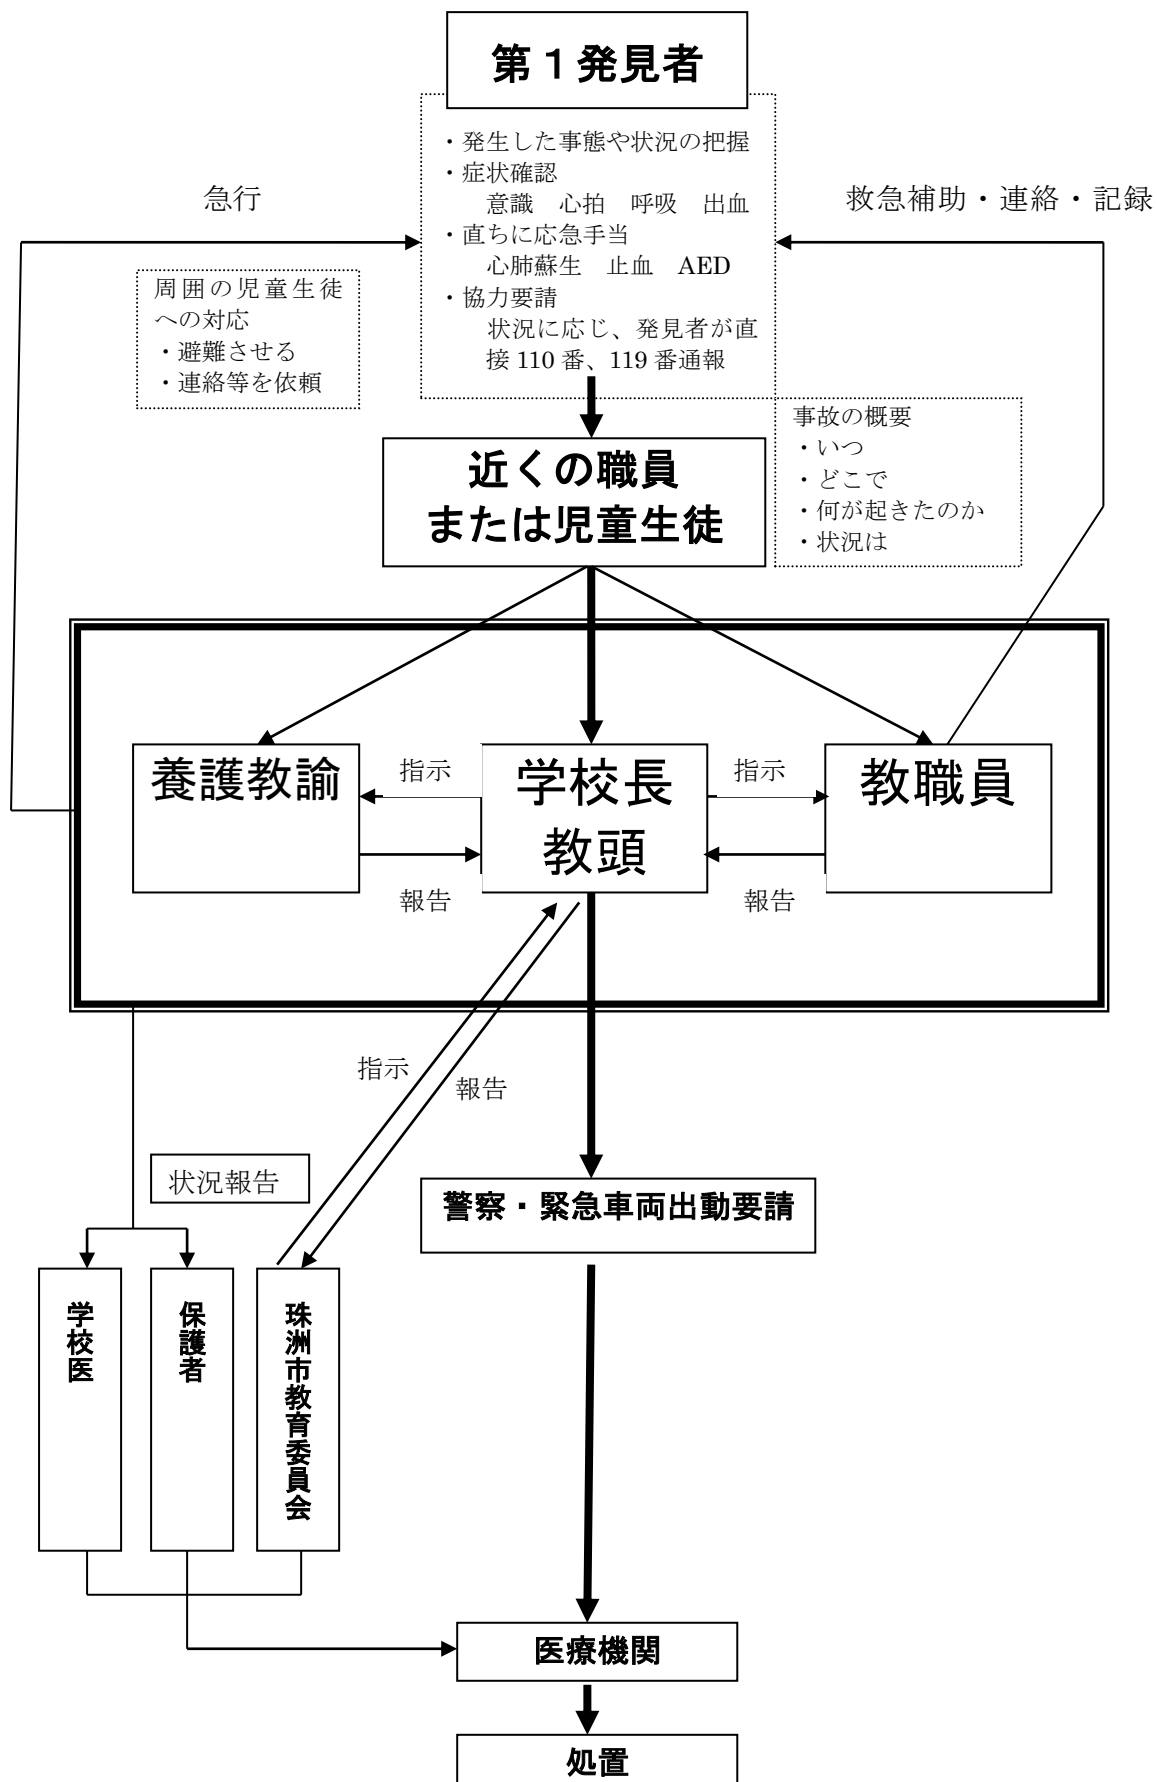 第1発見者
・発生した事態や状況の把握
・症状確認
意識　心拍　呼吸　出血
・直ちに応急手当
心肺蘇生　止血　AED
・協力要請
状況に応じ、発見者が直
接 110 番、119 番通報
急行
救急補助・連絡・記録
周囲の児童生徒
への対応
・避難させる
・連絡等を依頼
事故の概要
・いつ
・どこで
・何が起きたのか
・状況は
近くの職員
または児童生徒
養護教諭
指示
学校長
教頭
指示
教職員
報告
報告
指示
報告
状況報告
警察・緊急車両出動要請
学校医
保護者
珠洲市教育委員会
医療機関
処置